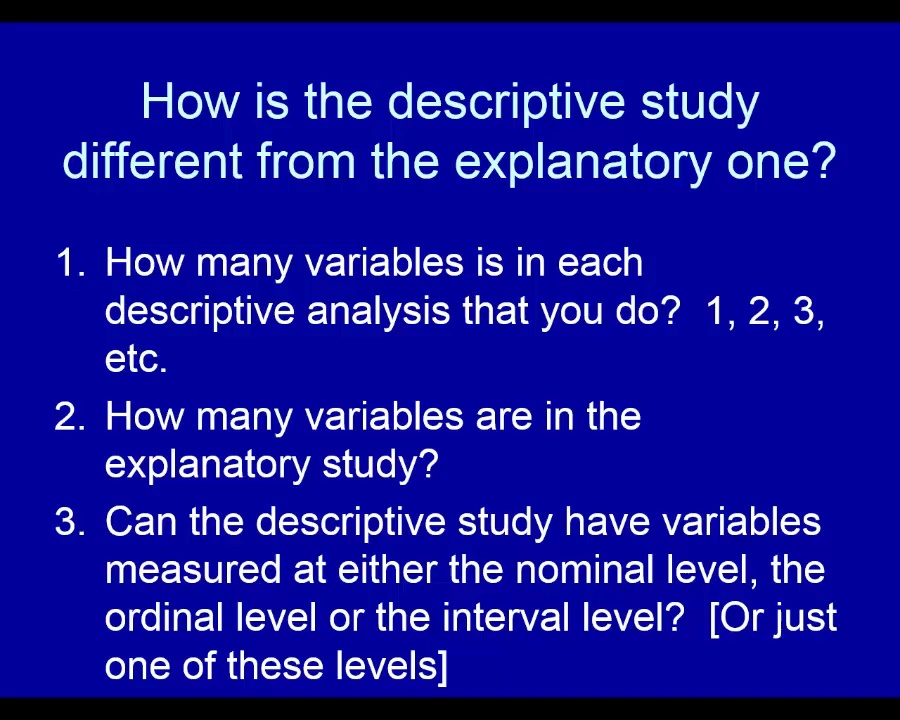 How is the descriptive study
different from the explanatory one?
1. How many variables is in each
descriptive analysis that you do?  1, 2, 3,
etc.
2. How many variables are in the
explanatory study?
3. Can the descriptive study have variables
measured at either the nominal level, the
ordinal level or the interval level?  [Or just
one of these levels]